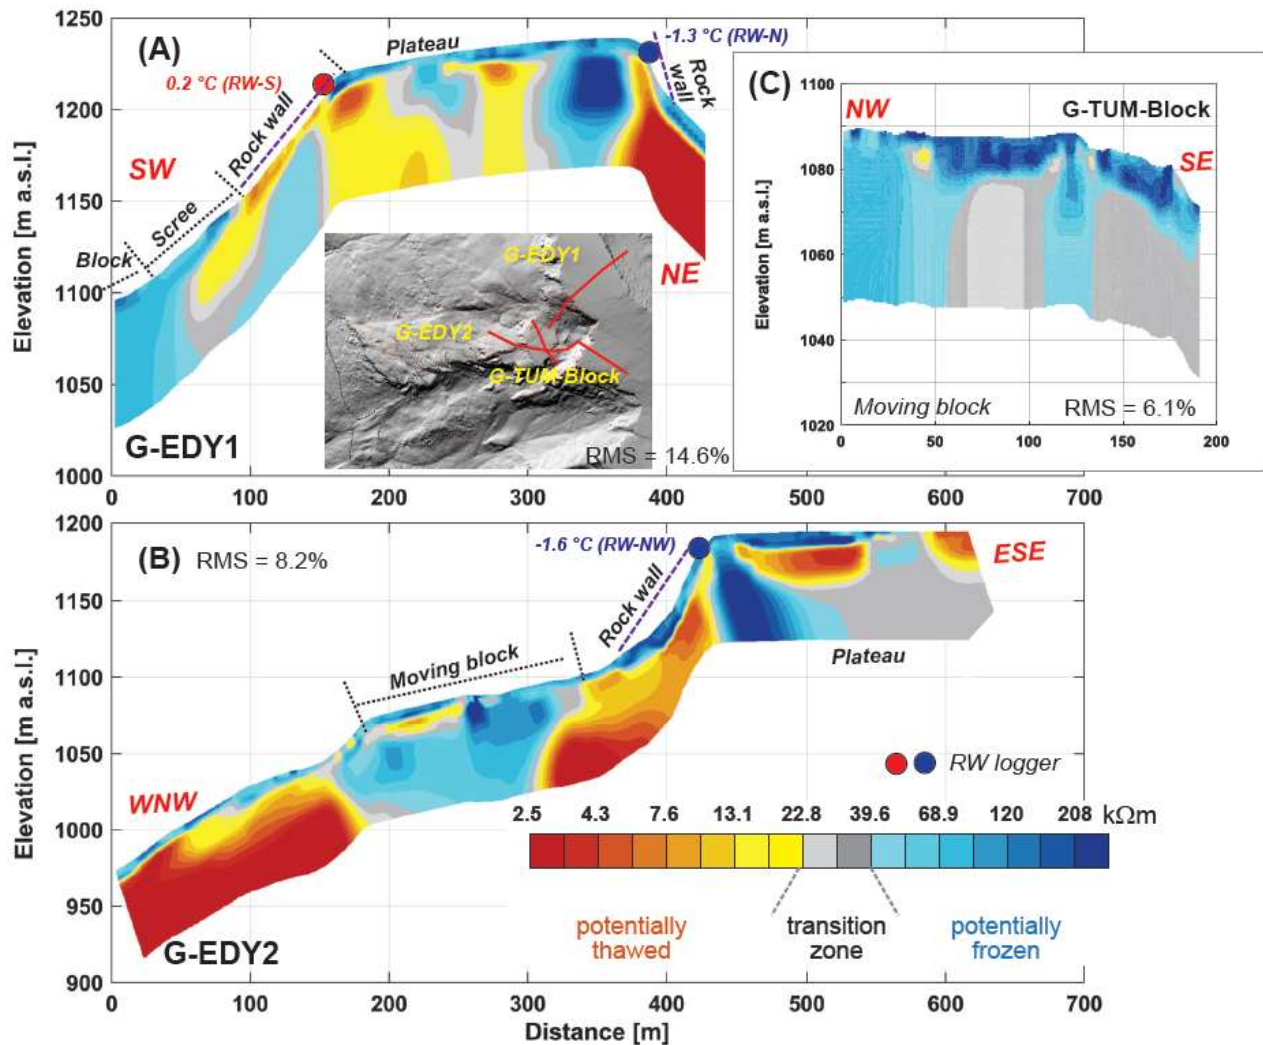 (A)
Plateau
-1.3 °C (RW-N)
0.2 °C (RW-S)
Rock wall
Rock
wall
SW
Scree
Block
NE
G-EDY1
G-EDY2
G-TUM-Block
RMS = 14.6%
G-EDY1
Elevation [m a.s.l.]
1250
1200
1150
1100
1050
1000
0 100 200 300 400 500 600 700
(C)
NW
G-TUM-Block
SE
Elevation [m a.s.l.]
1100
1080
1060
1040
1020
Moving block
RMS = 6.1%
0 50 100 150 200
(B)
RMS = 8.2%
-1.6 °C (RW-NW)
ESE
Rock wall
Moving block
Plateau
WNW
RW logger
2.5 4.3 7.6 13.1 22.8 39.6 68.9 120 208 kΩm
potentially
thawed
transition
zone
potentially
frozen
G-EDY2
Elevation [m a.s.l.]
1200
1150
1100
1050
1000
950
900
0 100 200 300 400 500 600 700
Distance [m]